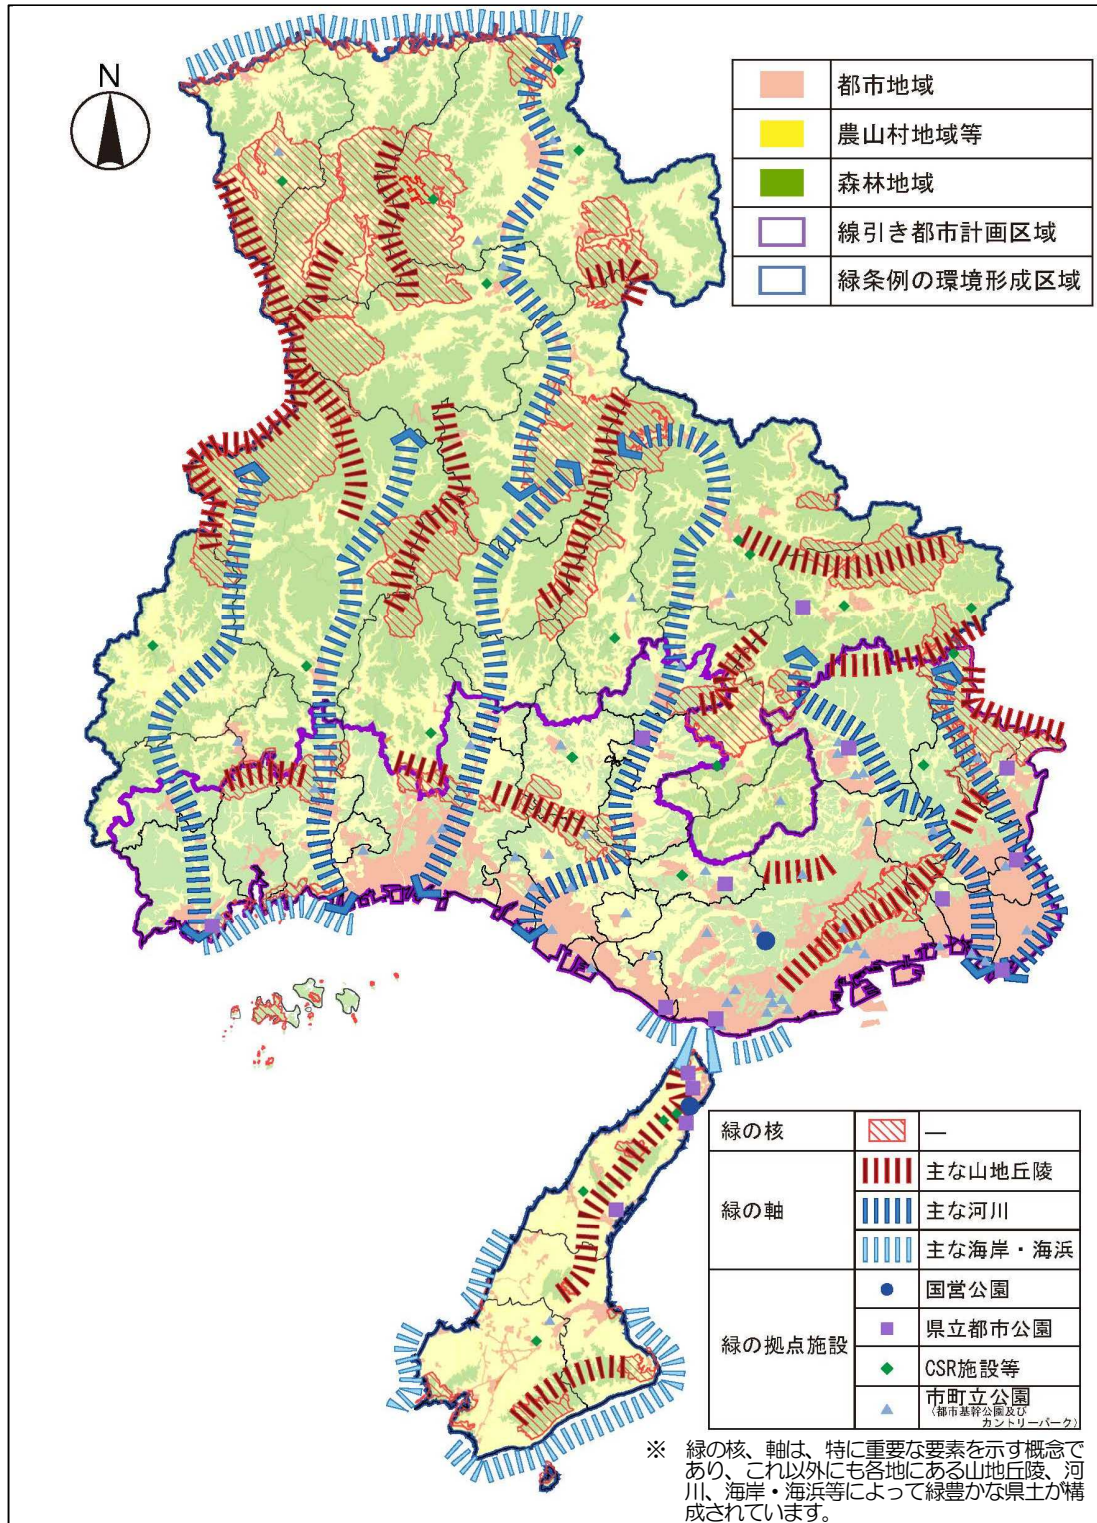 N
都市地域
農山村地域等
森林地域
線引き都市計画区域
緑条例の環境形成区域
緑の核
―
緑の軸
主な山地丘陵
主な河川
主な海岸・海浜
緑の拠点施設
国営公園
県立都市公園
CSR施設等
市町立公園
(都市基幹公園及び
カントリーパーク)
※ 緑の核、軸は、特に重要な要素を示す概念で
あり、これ以外にも各地にある山地丘陵、河
川、海岸・海浜等によって緑豊かな県土が構
成されています。